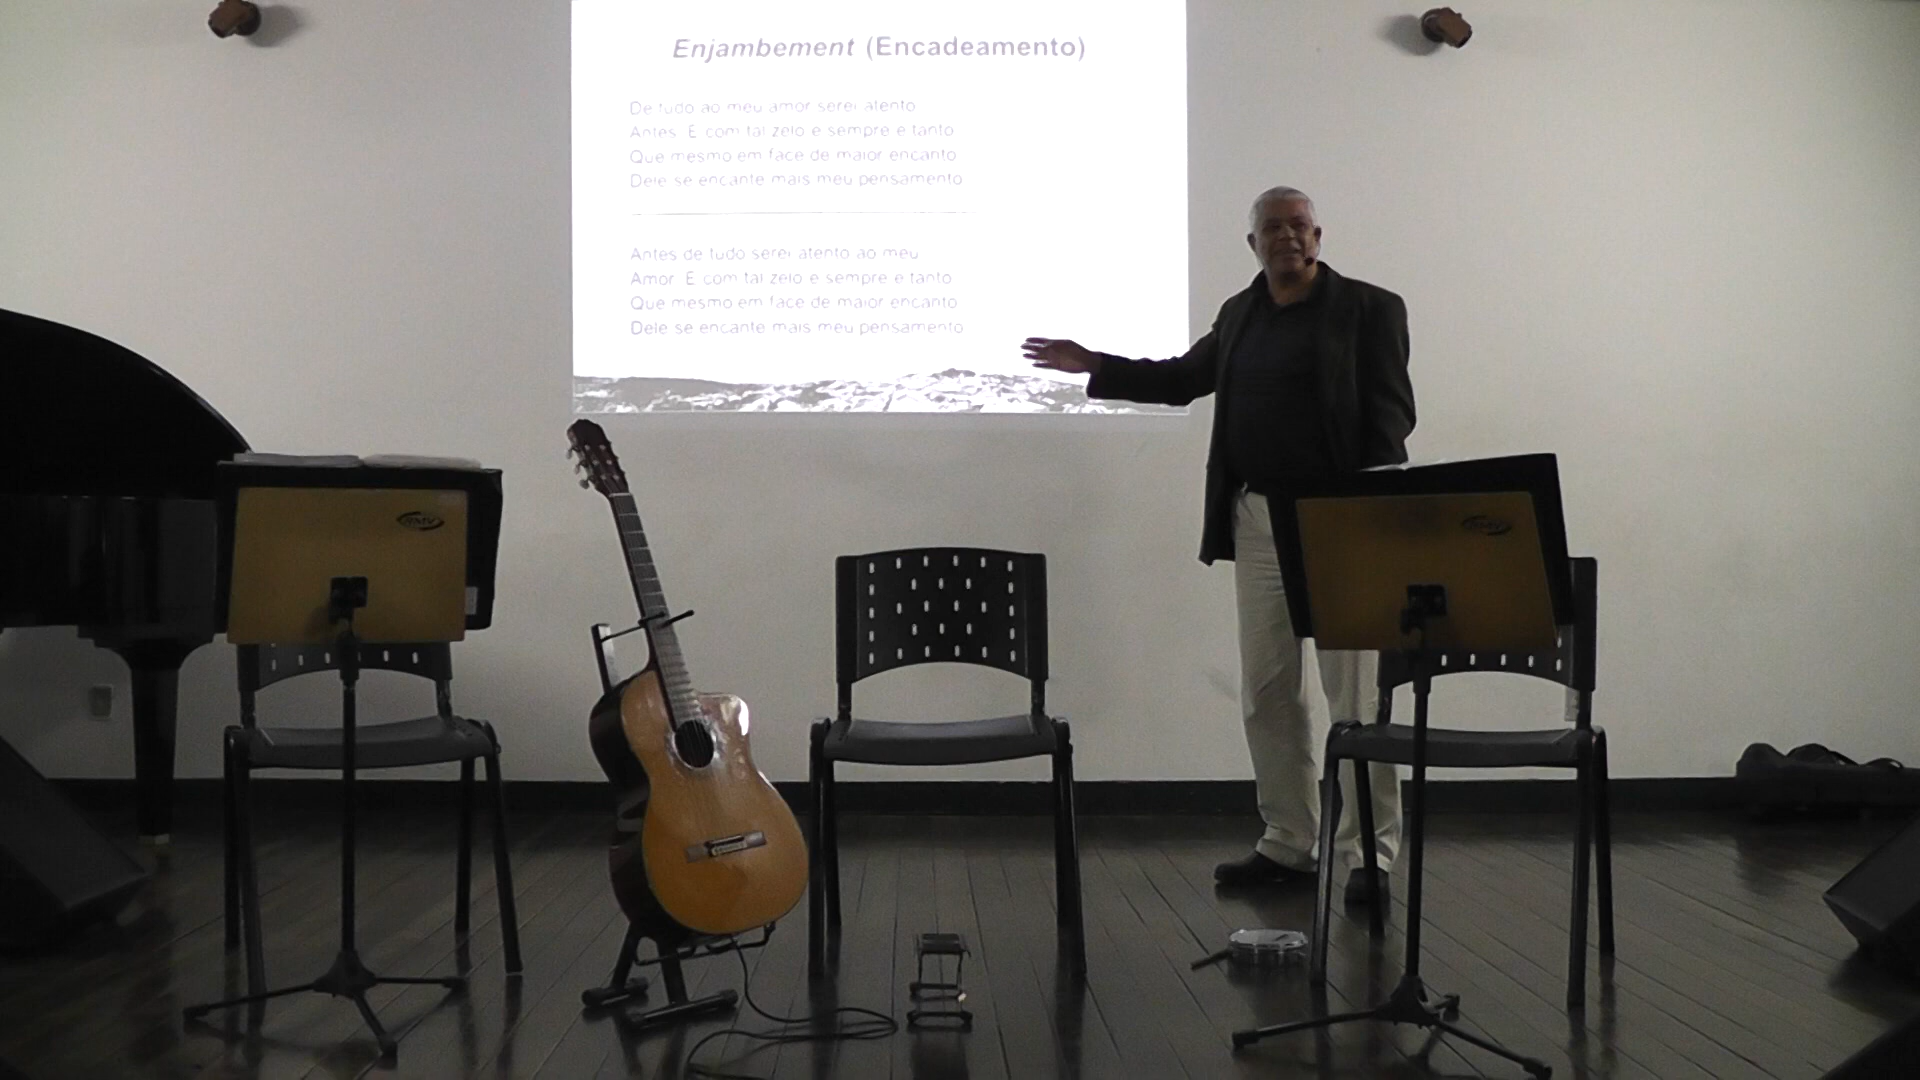 Enjambement (Encadeamento)
De tudo ao meu amor serei atento
Antes. E com tal zelo e sempre e tanto
Que mesmo em face de maior encanto
Dele se encante mais meu pensamento
Antes de tudo serei atento ao meu
Amor. E com tal zelo e sempre e tanto
Que mesmo em face de maior encanto
Dele se encante mais meu pensamento
RMV
RMV